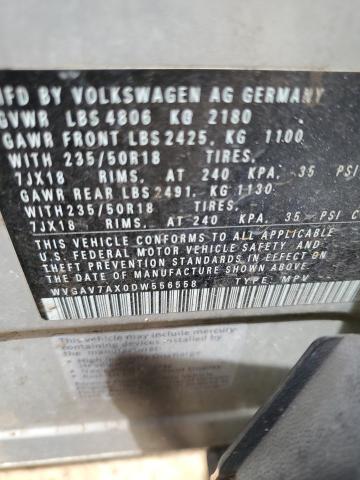 MFD BY VOLKSWAGEN AG GERMANY
GVWR LBS 4806 KG 2180
GAWR FRONT LBS 2425, KG 1100
WITH 235/50R18 TIRES,
7JX18 RIMS, AT 240 KPA, 35 PSI
GAWR REAR LBS 2491, KG 1130
WITH 235/50R18 TIRES,
7JX18 RIMS, AT 240 KPA, 35 PSI C
THIS VEHICLE CONFORMS TO ALL APPLICABLE
U.S. FEDERAL MOTOR VEHICLE SAFETY AND
THEFT PREVENTION STANDARDS IN EFFECT ON
THE DATE OF MANUFACTURE SHOWN ABOVE.
WVGAV7AX0DW556558 TYPE: MPV
This vehicle may include mercury-
containing devices